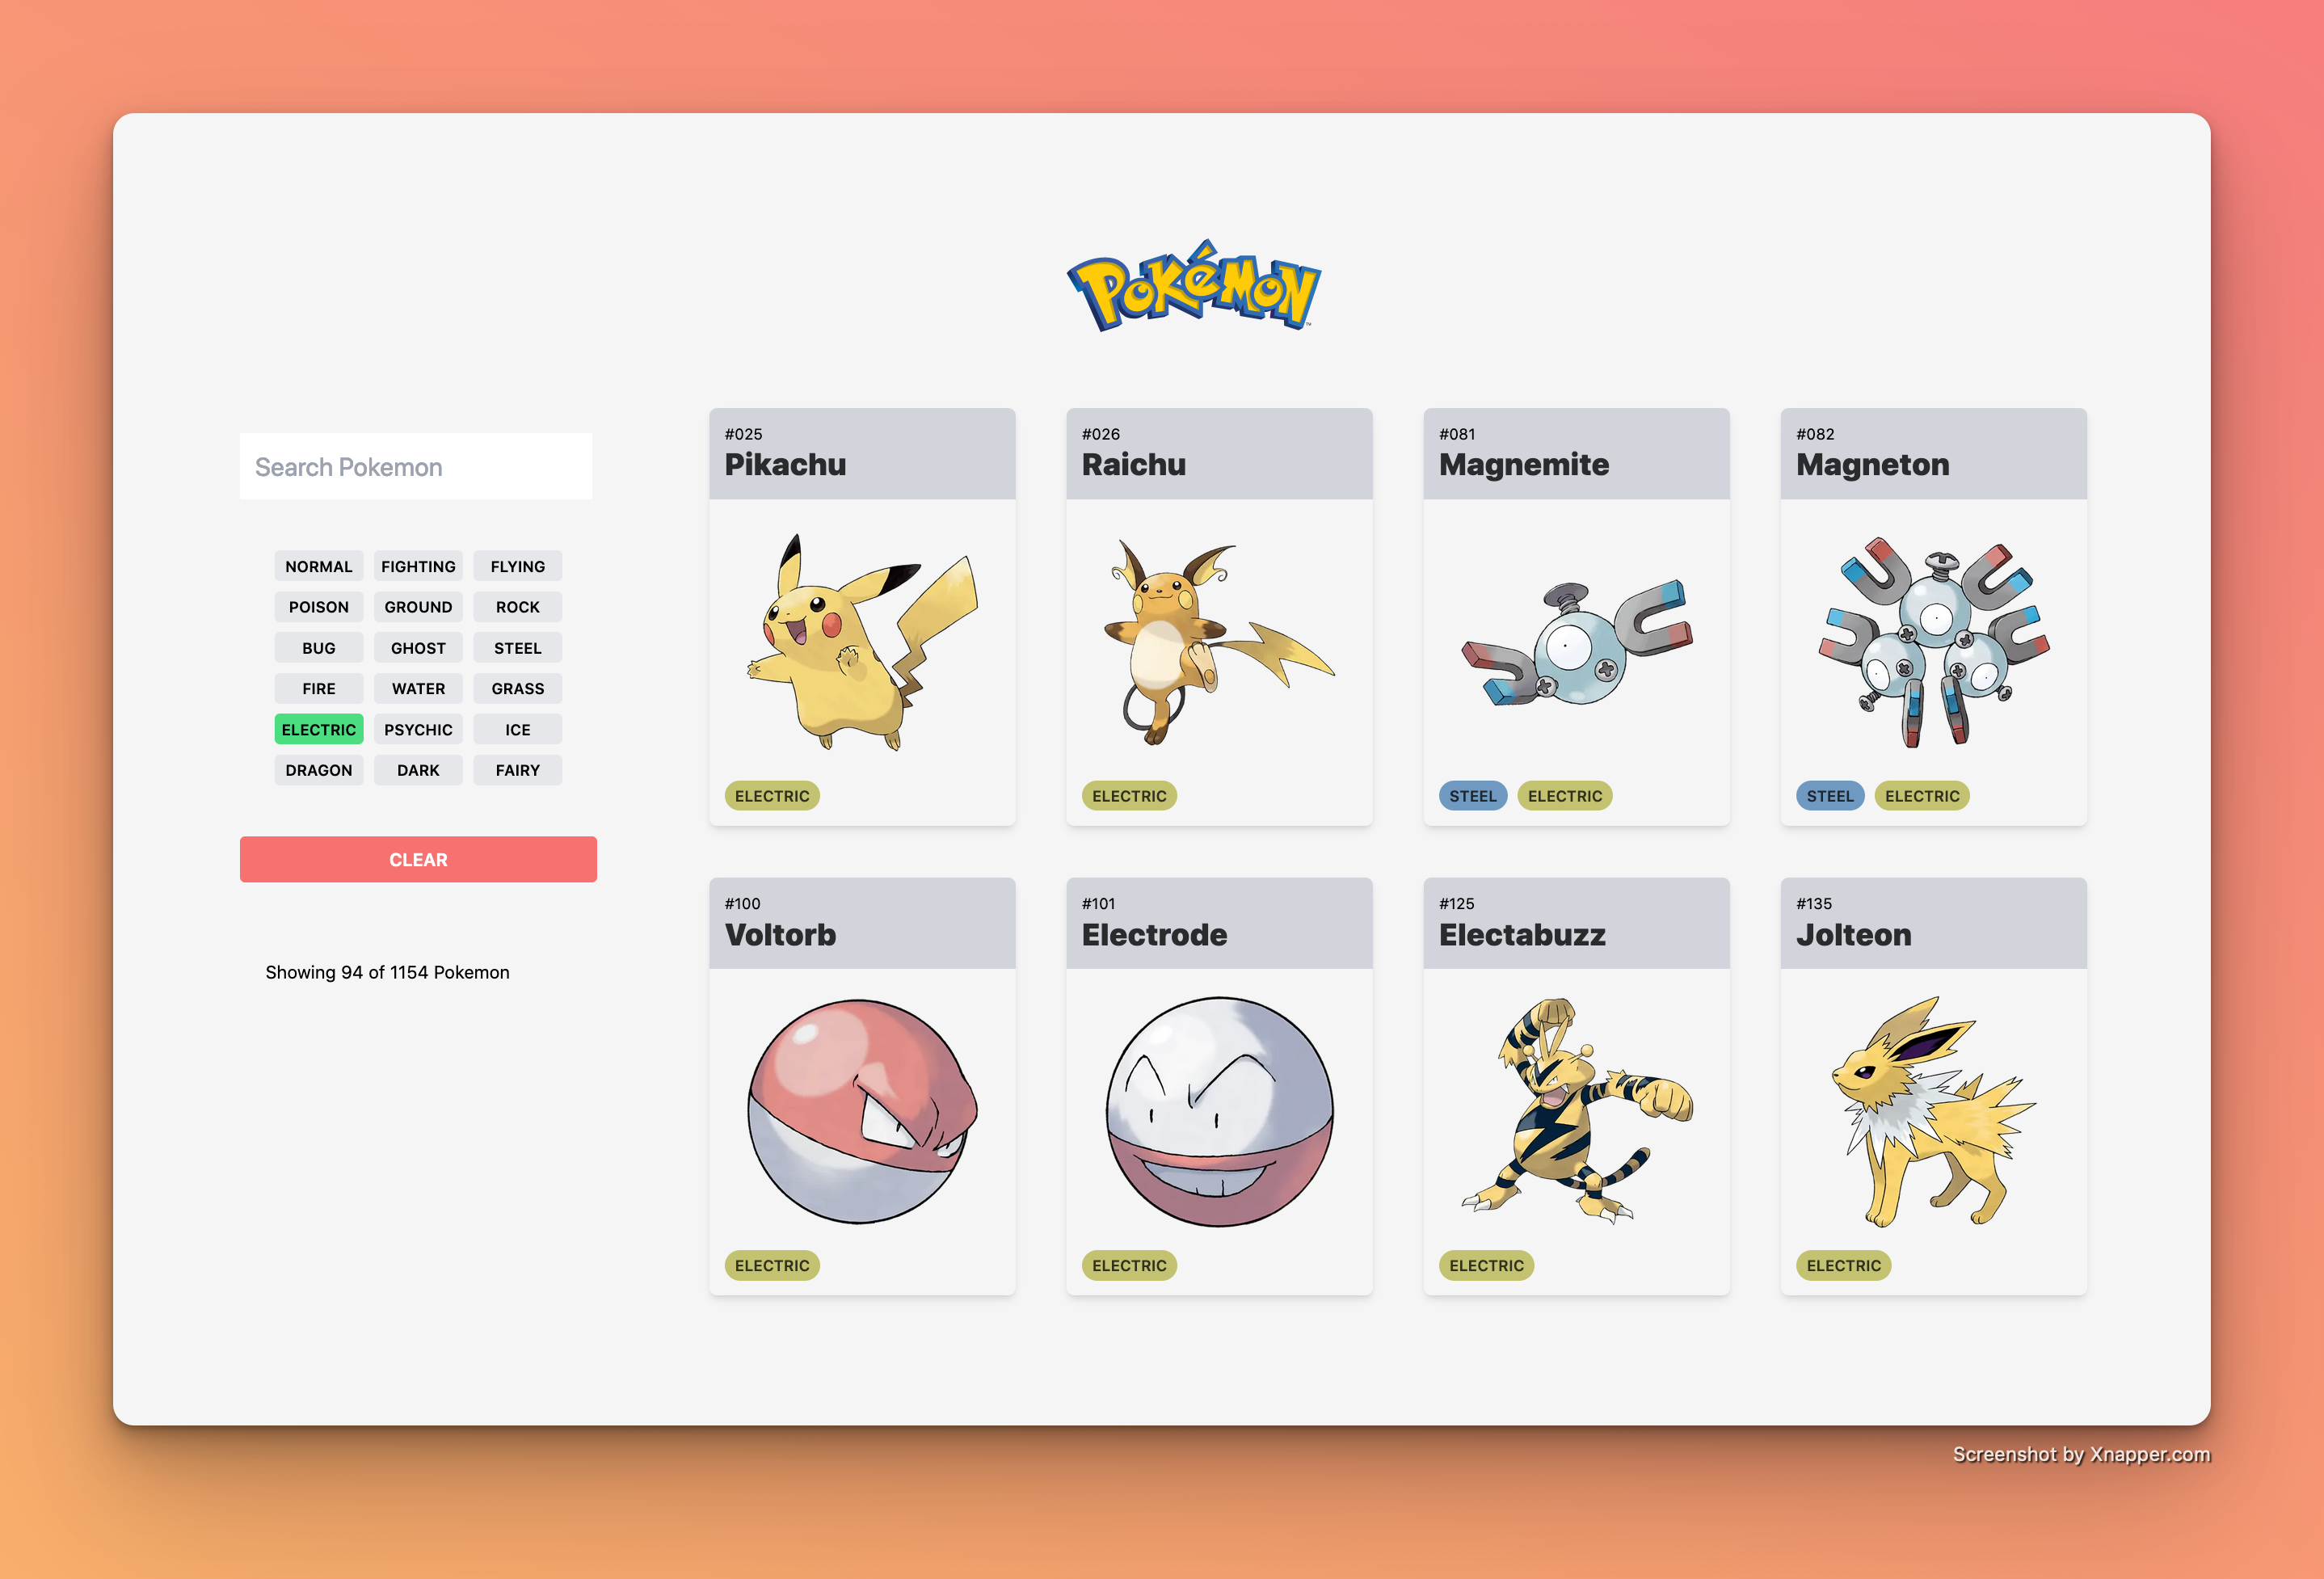 POKéMON
TM
Search Pokemon
NORMAL FIGHTING FLYING
POISON GROUND ROCK
BUG GHOST STEEL
FIRE WATER GRASS
ELECTRIC PSYCHIC ICE
DRAGON DARK FAIRY
CLEAR
Showing 94 of 1154 Pokemon
#025
Pikachu
ELECTRIC
#026
Raichu
ELECTRIC
#081
Magnemite
STEEL ELECTRIC
#082
Magneton
STEEL ELECTRIC
#100
Voltorb
ELECTRIC
#101
Electrode
ELECTRIC
#125
Electabuzz
ELECTRIC
#135
Jolteon
ELECTRIC
Screenshot by Xnapper.com